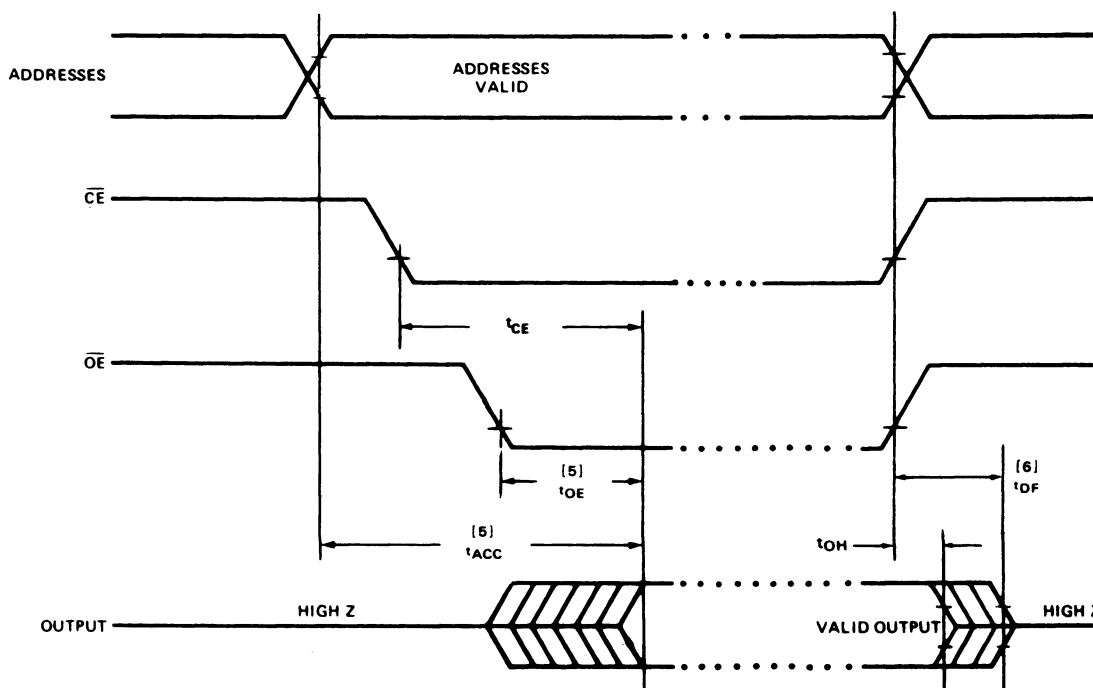 ADDRESSES
ADDRESSES
VALID
CE
tCE
OE
[5]
tOE
[6]
tDF
[5]
tACC
tOH
HIGH Z
OUTPUT
VALID OUTPUT
HIGH Z